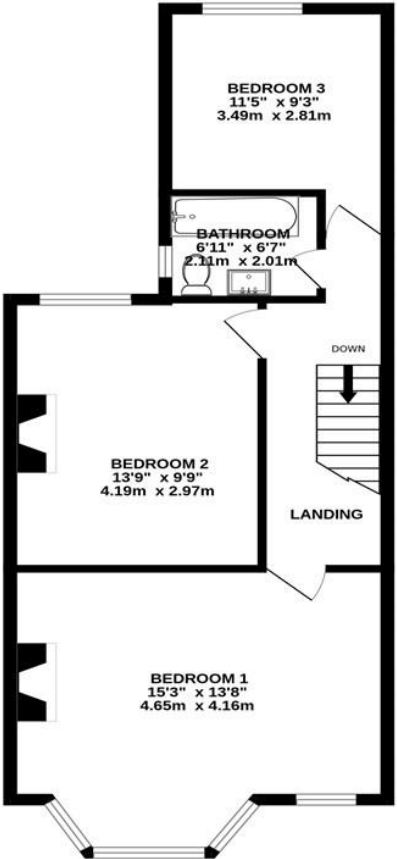 BEDROOM 3
11'5" x 9'3"
3.49m x 2.81m
BATHROOM
6'11" x 6'7"
2.11m x 2.01m
DOWN
BEDROOM 2
13'9" x 9'9"
4.19m x 2.97m
LANDING
BEDROOM 1
15'3" x 13'8"
4.65m x 4.16m